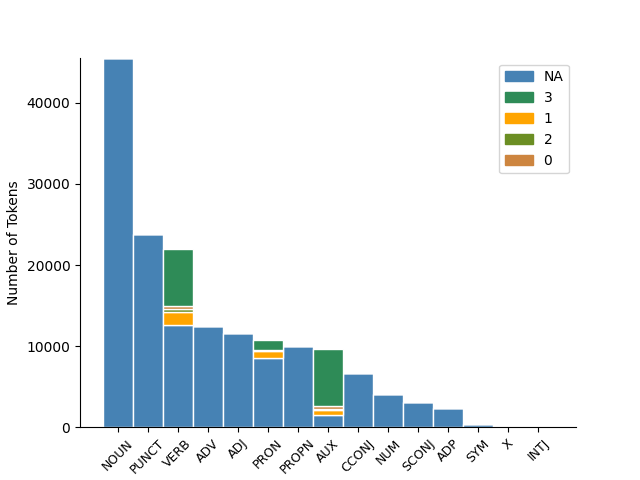 NA
3
1
2
0
40000
30000
20000
10000
0
Number of Tokens
NOUN
PUNCT
VERB
ADV
ADJ
PRON
PROPN
AUX
CCONJ
NUM
SCONJ
ADP
SYM
X
INTJ